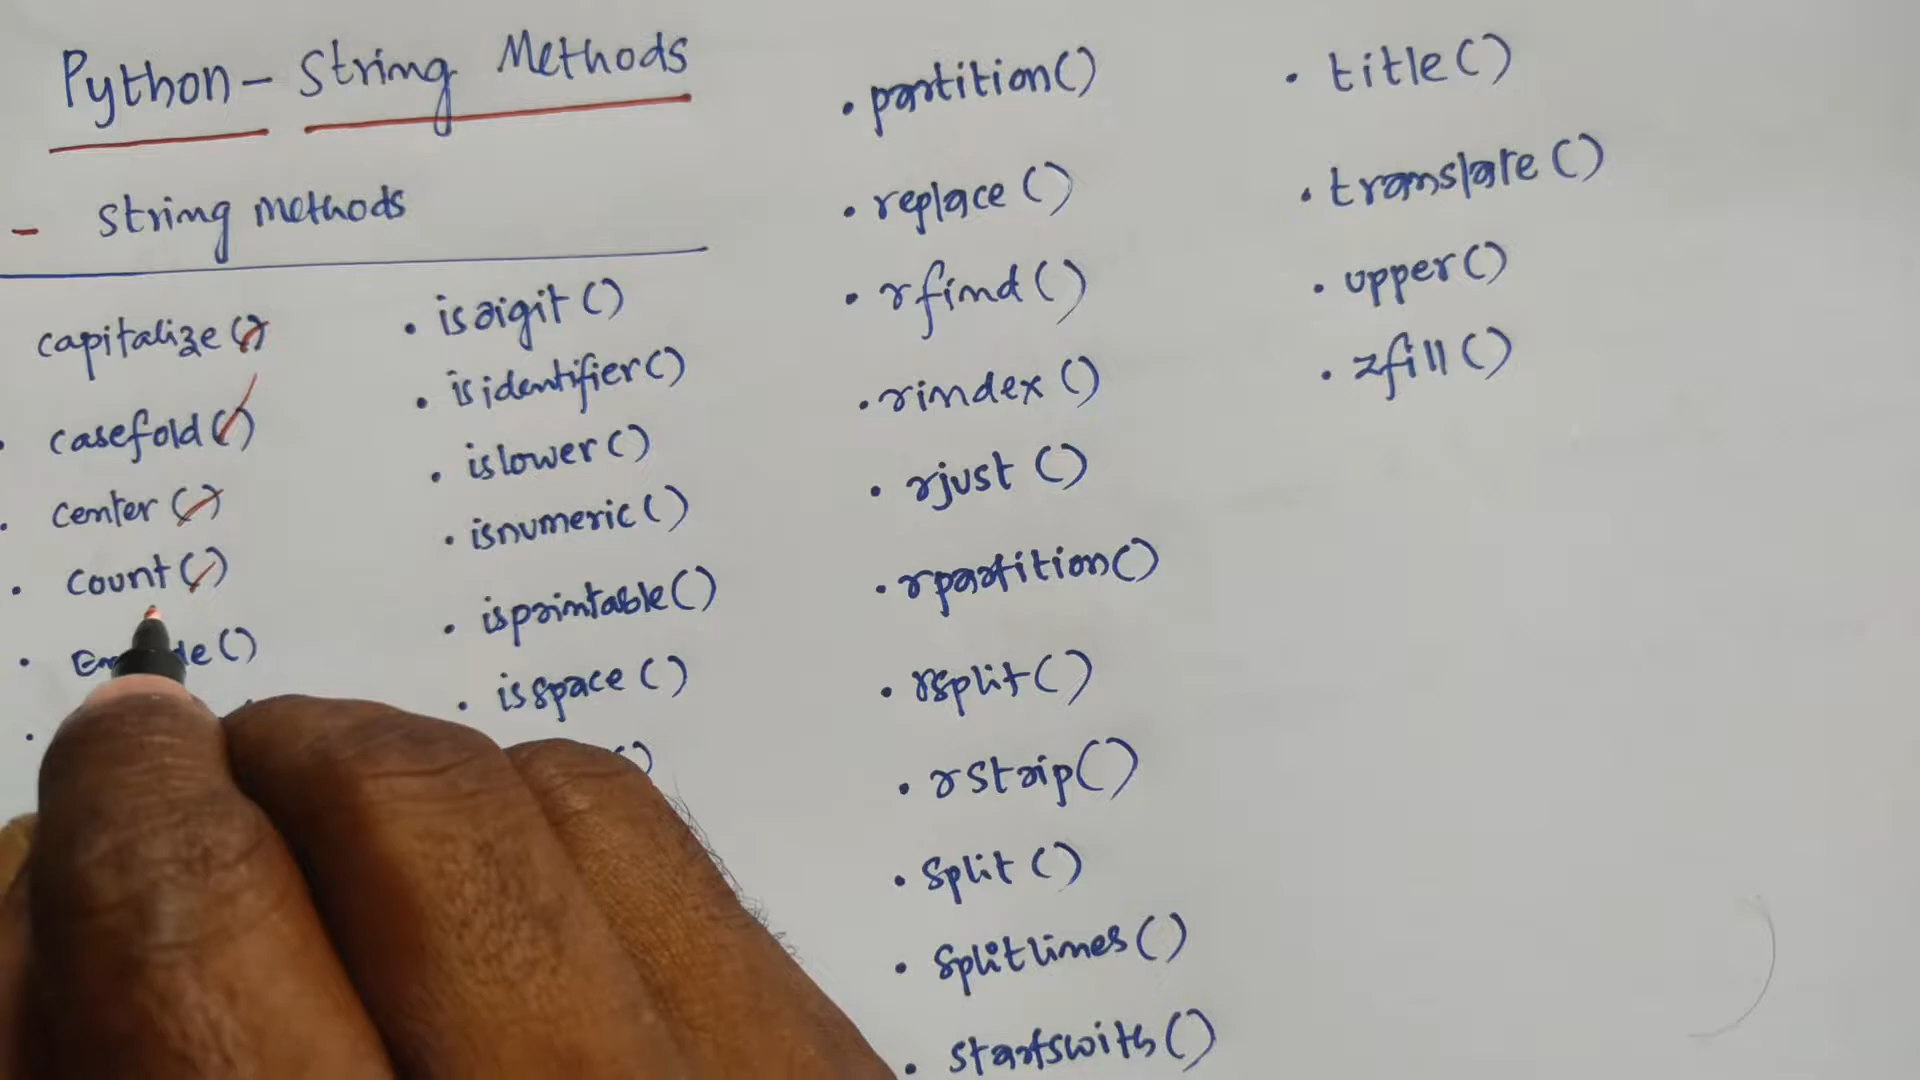 Python - String Methods
- String methods
capitalize()
• casefold()
• center()
• count()
• isdigit()
• isidentifier()
• islower()
• isnumeric()
• isprintable()
• isspace()
• partition()
• replace()
• rfind()
• rindex()
• rjust()
• rpartition()
• rsplit()
• rstrip()
• split()
• splitlines()
• startswith()
• title()
• translate()
• upper()
• zfill()